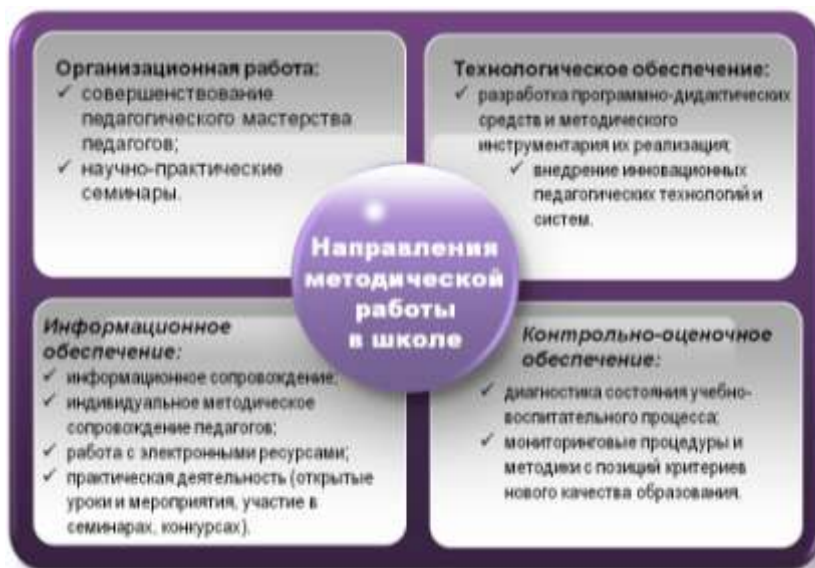 Организационная работа:
✓ совершенствование
педагогического мастерства
педагогов;
✓ научно-практические
семинары.
Технологическое обеспечение:
✓ разработка программно-дидактических
средств и методического
инструментария их реализация;
✓ внедрение инновационных
педагогических технологий и
систем.
Направления
методической
работы
в школе
Информационное
обеспечение:
✓ информационное сопровождение;
✓ индивидуальное методическое
сопровождение педагогов;
✓ работа с электронными ресурсами;
✓ практическая деятельность (открытые
уроки и мероприятия, участие в
семинарах, конкурсах).
Контрольно-оценочное
обеспечение:
✓ диагностика состояния учебно-
воспитательного процесса;
✓ мониторинговые процедуры и
методики с позиций критериев
нового качества образования.